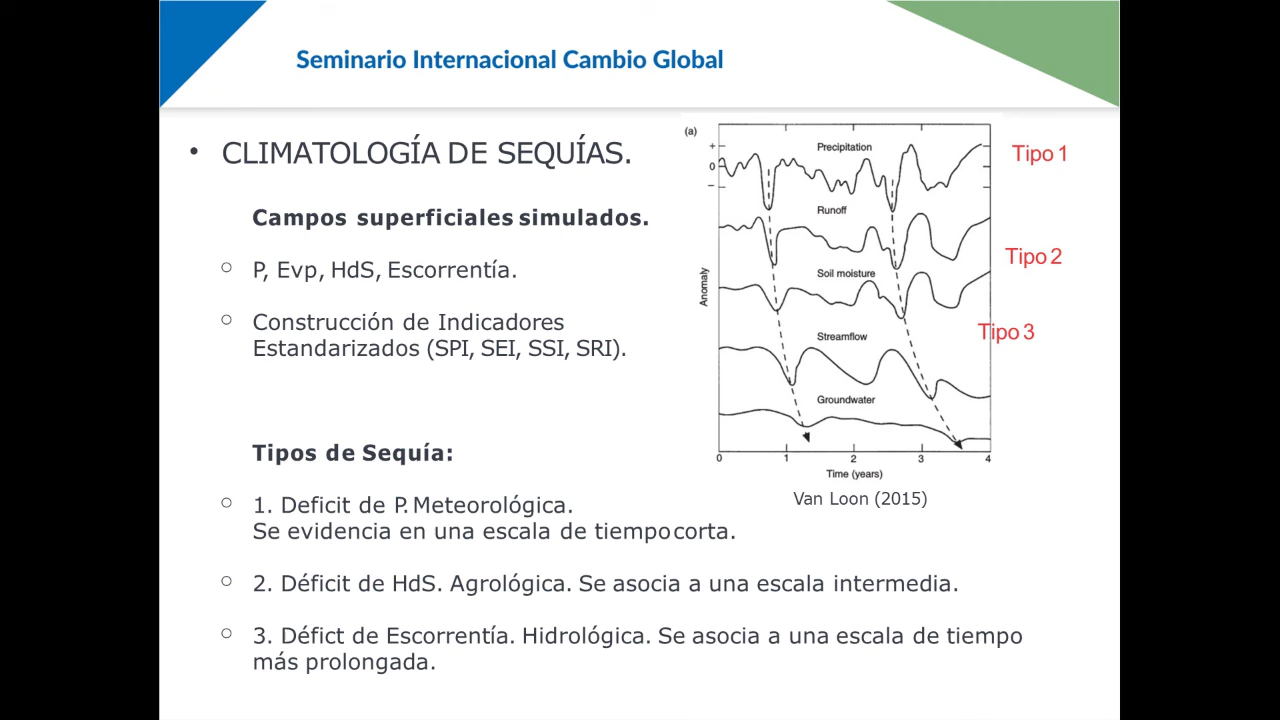 Seminario Internacional Cambio Global
• CLIMATOLOGÍA DE SEQUÍAS.
Campos superficiales simulados.
○ P, Evp, HdS, Escorrentía.
○ Construcción de Indicadores
Estandarizados (SPI, SEI, SSI, SRI).
Tipos de Sequía:
○ 1. Deficit de P. Meteorológica.
Se evidencia en una escala de tiempo corta.
○ 2. Déficit de HdS. Agrológica. Se asocia a una escala intermedia.
○ 3. Défict de Escorrentía. Hidrológica. Se asocia a una escala de tiempo
más prolongada.
(a)
+
0
−
Precipitation
Tipo 1
Runoff
Tipo 2
Soil moisture
Anomaly
Tipo 3
Streamflow
Groundwater
0 1 2 3 4
Time (years)
Van Loon (2015)